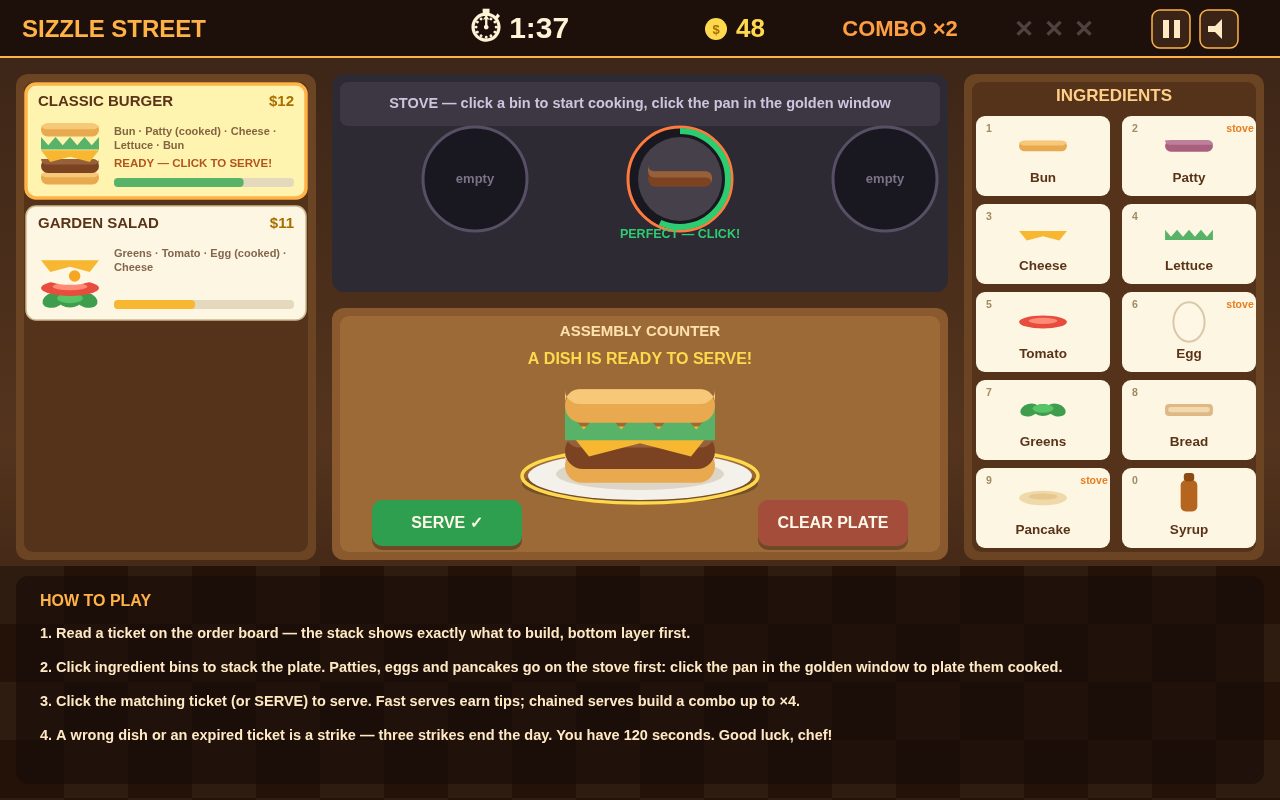 SIZZLE STREET
1:37
$ 48
COMBO ×2
✕ ✕ ✕
CLASSIC BURGER $12
Bun · Patty (cooked) · Cheese ·
Lettuce · Bun
READY — CLICK TO SERVE!
GARDEN SALAD $11
Greens · Tomato · Egg (cooked) ·
Cheese
STOVE — click a bin to start cooking, click the pan in the golden window
empty
empty
PERFECT — CLICK!
ASSEMBLY COUNTER
A DISH IS READY TO SERVE!
SERVE ✓
CLEAR PLATE
INGREDIENTS
1
Bun
2 stove
Patty
3
Cheese
4
Lettuce
5
Tomato
6 stove
Egg
7
Greens
8
Bread
9 stove
Pancake
0
Syrup
HOW TO PLAY
1. Read a ticket on the order board — the stack shows exactly what to build, bottom layer first.
2. Click ingredient bins to stack the plate. Patties, eggs and pancakes go on the stove first: click the pan in the golden window to plate them cooked.
3. Click the matching ticket (or SERVE) to serve. Fast serves earn tips; chained serves build a combo up to ×4.
4. A wrong dish or an expired ticket is a strike — three strikes end the day. You have 120 seconds. Good luck, chef!